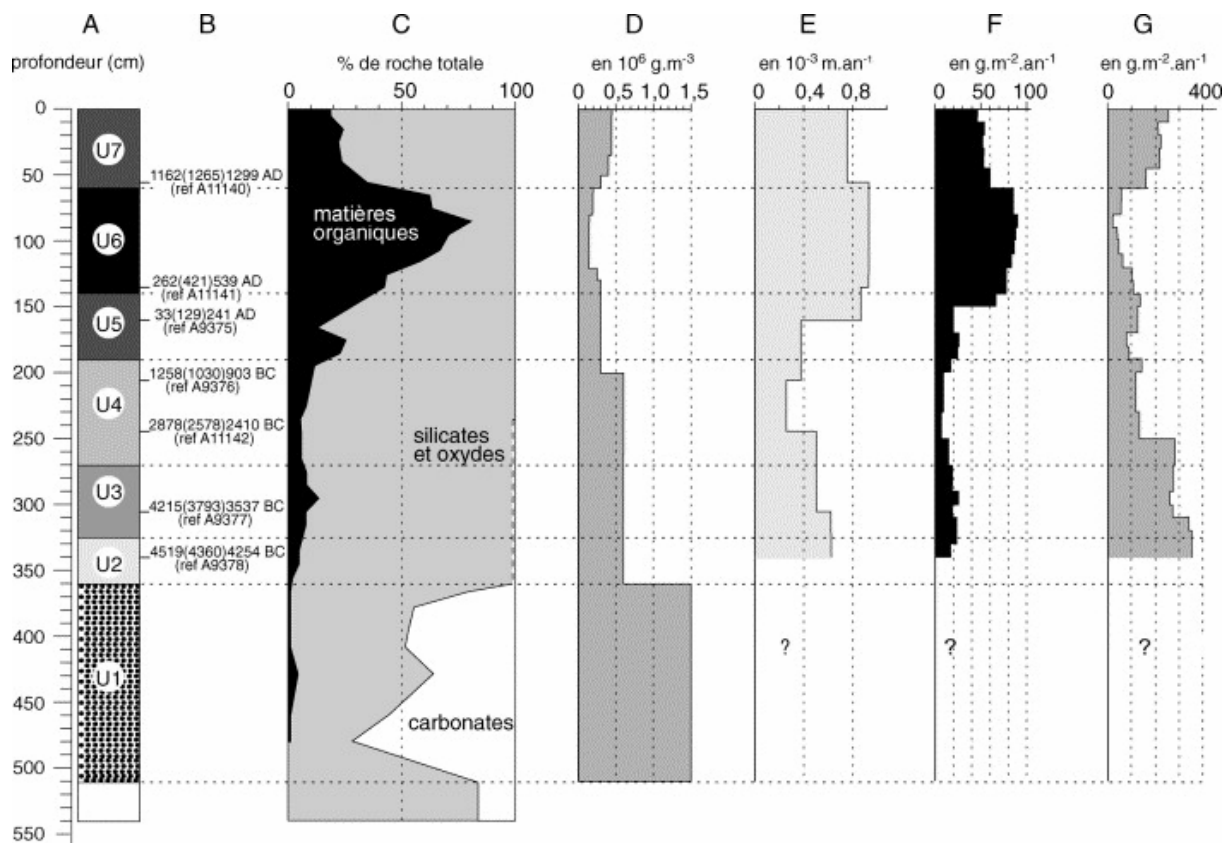 A B C D E F G
profondeur (cm) % de roche totale en 10⁶ g.m⁻³ en 10⁻³ m.an⁻¹ en g.m⁻².an⁻¹ en g.m⁻².an⁻¹
0 50 100 0 0,5 1,0 1,5 0 0,4 0,8 0 50 100 0 200 400
0
U7
50
1162(1265)1299 AD
(ref A11140)
matières
organiques
100
U6
262(421)539 AD
(ref A11141)
150
33(129)241 AD
(ref A9375)
U5
200
1258(1030)903 BC
(ref A9376)
U4
2878(2578)2410 BC
(ref A11142)
silicates
et oxydes
250
300
U3
4215(3793)3537 BC
(ref A9377)
4519(4360)4254 BC
(ref A9378)
U2
350
400
? ? ?
U1
450
carbonates
500
550